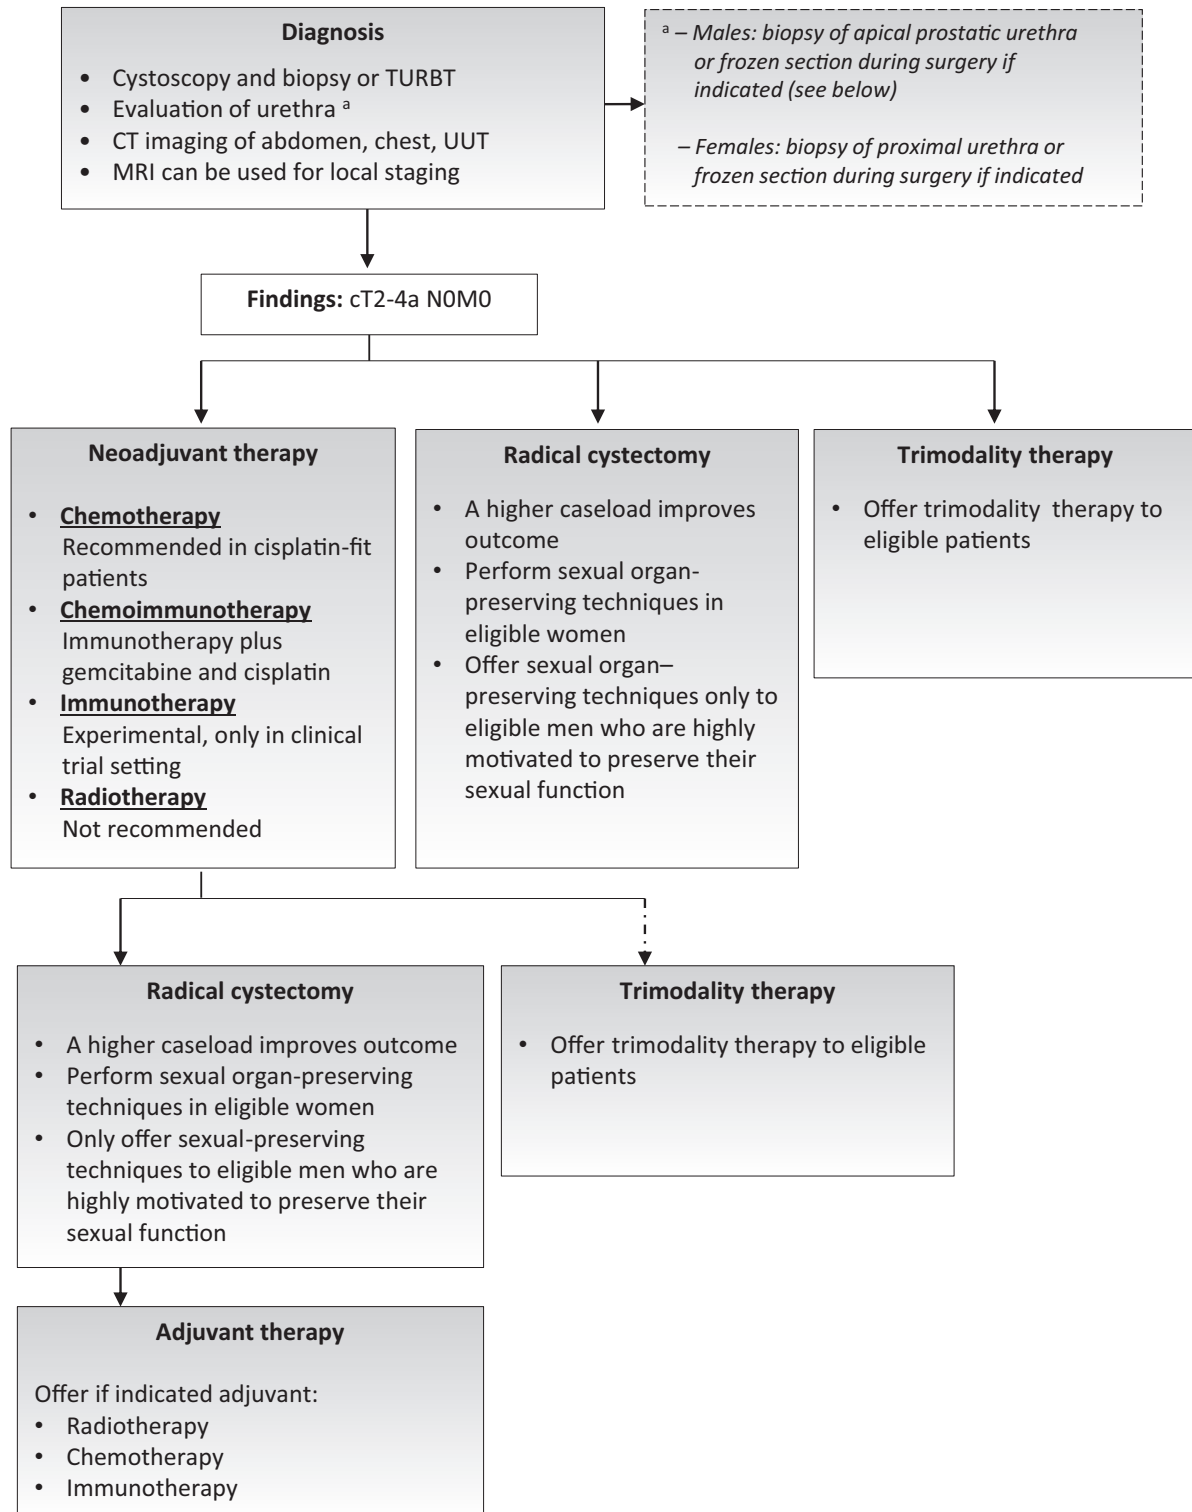 Diagnosis
• Cystoscopy and biopsy or TURBT
• Evaluation of urethra a
• CT imaging of abdomen, chest, UUT
• MRI can be used for local staging
a – Males: biopsy of apical prostatic urethra
or frozen section during surgery if
indicated (see below)
– Females: biopsy of proximal urethra or
frozen section during surgery if indicated
Findings: cT2-4a N0M0
Neoadjuvant therapy
• Chemotherapy
Recommended in cisplatin-fit
patients
• Chemoimmunotherapy
Immunotherapy plus
gemcitabine and cisplatin
• Immunotherapy
Experimental, only in clinical
trial setting
• Radiotherapy
Not recommended
Radical cystectomy
• A higher caseload improves
outcome
• Perform sexual organ-
preserving techniques in
eligible women
• Offer sexual organ–
preserving techniques only to
eligible men who are highly
motivated to preserve their
sexual function
Trimodality therapy
• Offer trimodality therapy to
eligible patients
Radical cystectomy
• A higher caseload improves outcome
• Perform sexual organ-preserving
techniques in eligible women
• Only offer sexual-preserving
techniques to eligible men who are
highly motivated to preserve their
sexual function
Trimodality therapy
• Offer trimodality therapy to eligible
patients
Adjuvant therapy
Offer if indicated adjuvant:
• Radiotherapy
• Chemotherapy
• Immunotherapy